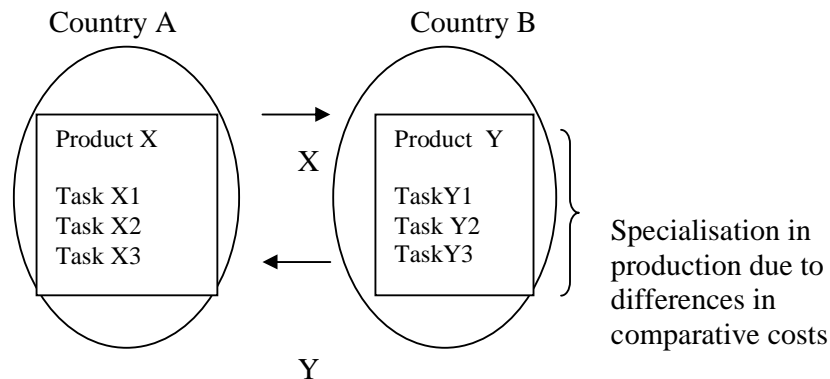 Country A
Country B
Product X
Task X1
Task X2
Task X3
X
Y
Product Y
TaskY1
Task Y2
TaskY3
Specialisation in
production due to
differences in
comparative costs